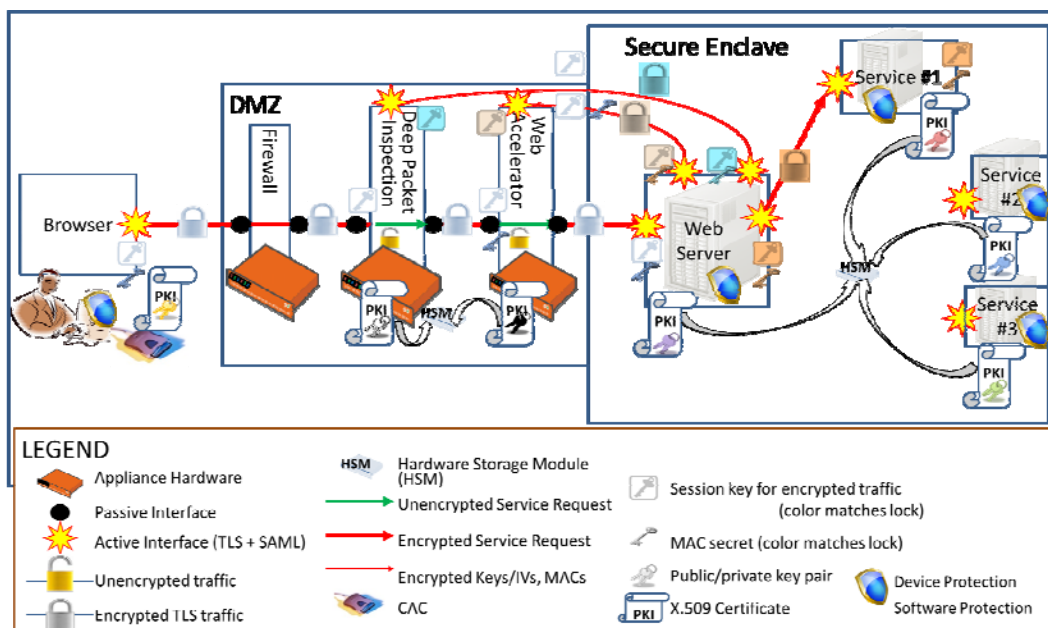 Secure Enclave
Service #1
PKI
DMZ
Firewall
Deep Packet
Inspection
Web
Accelerator
Browser
PKI
PKI
HSM
PKI
Web
Server
PKI
HSM
Service
#2
PKI
Service
#3
PKI
LEGEND
Appliance Hardware
Passive Interface
Active Interface (TLS + SAML)
Unencrypted traffic
Encrypted TLS traffic
HSM
Hardware Storage Module
(HSM)
Unencrypted Service Request
Encrypted Service Request
Encrypted Keys/IVs, MACs
CAC
Session key for encrypted traffic
(color matches lock)
MAC secret (color matches lock)
Public/private key pair
PKI
X.509 Certificate
Device Protection
Software Protection